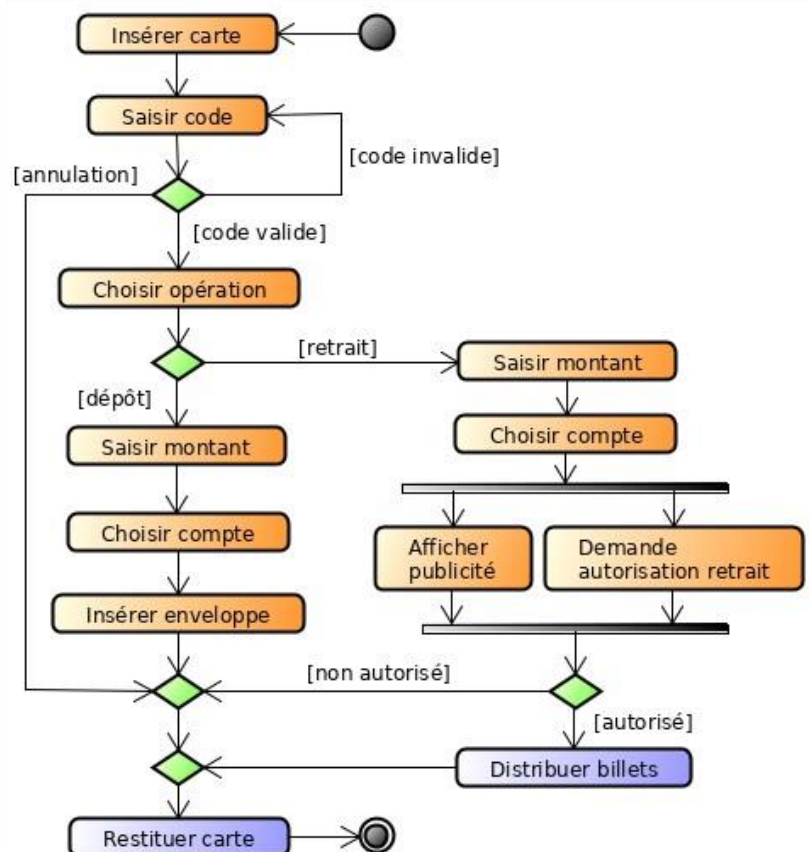 Insérer carte
Saisir code
[code invalide]
[annulation]
[code valide]
Choisir opération
[retrait]
Saisir montant
[dépôt]
Choisir compte
Saisir montant
Choisir compte
Afficher
publicité
Demande
autorisation retrait
Insérer enveloppe
[non autorisé]
[autorisé]
Distribuer billets
Restituer carte